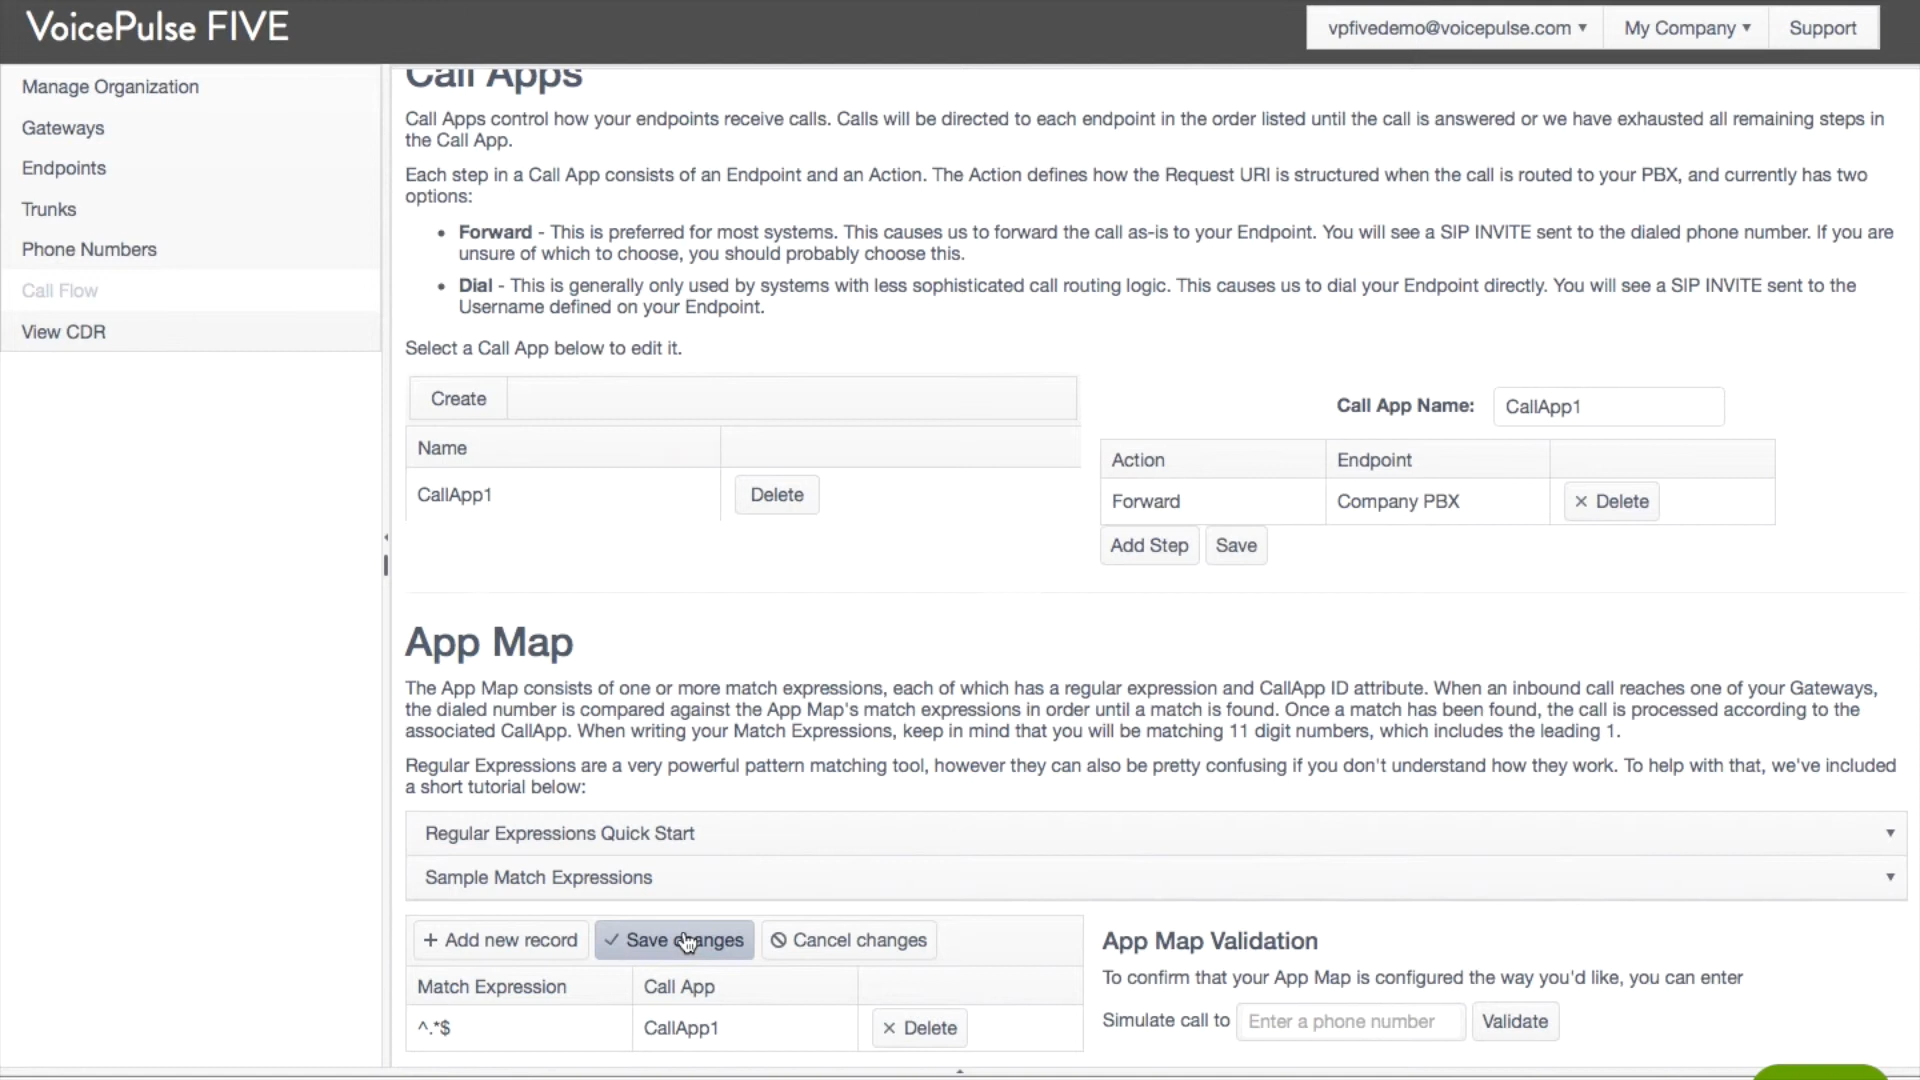 VoicePulse FIVE
vpfivedemo@voicepulse.com
My Company
Support
Manage Organization
Gateways
Endpoints
Trunks
Phone Numbers
Call Flow
View CDR
Call Apps
Call Apps control how your endpoints receive calls. Calls will be directed to each endpoint in the order listed until the call is answered or we have exhausted all remaining steps in
the Call App.
Each step in a Call App consists of an Endpoint and an Action. The Action defines how the Request URI is structured when the call is routed to your PBX, and currently has two
options:
• Forward - This is preferred for most systems. This causes us to forward the call as-is to your Endpoint. You will see a SIP INVITE sent to the dialed phone number. If you are
unsure of which to choose, you should probably choose this.
• Dial - This is generally only used by systems with less sophisticated call routing logic. This causes us to dial your Endpoint directly. You will see a SIP INVITE sent to the
Username defined on your Endpoint.
Select a Call App below to edit it.
Create
Name
CallApp1
Delete
Call App Name:
CallApp1
Action
Endpoint
Forward
Company PBX
× Delete
Add Step
Save
App Map
The App Map consists of one or more match expressions, each of which has a regular expression and CallApp ID attribute. When an inbound call reaches one of your Gateways,
the dialed number is compared against the App Map's match expressions in order until a match is found. Once a match has been found, the call is processed according to the
associated CallApp. When writing your Match Expressions, keep in mind that you will be matching 11 digit numbers, which includes the leading 1.
Regular Expressions are a very powerful pattern matching tool, however they can also be pretty confusing if you don't understand how they work. To help with that, we've included
a short tutorial below:
Regular Expressions Quick Start
Sample Match Expressions
+ Add new record
Save changes
Cancel changes
Match Expression
Call App
^.*$
CallApp1
× Delete
App Map Validation
To confirm that your App Map is configured the way you'd like, you can enter
Simulate call to
Enter a phone number
Validate